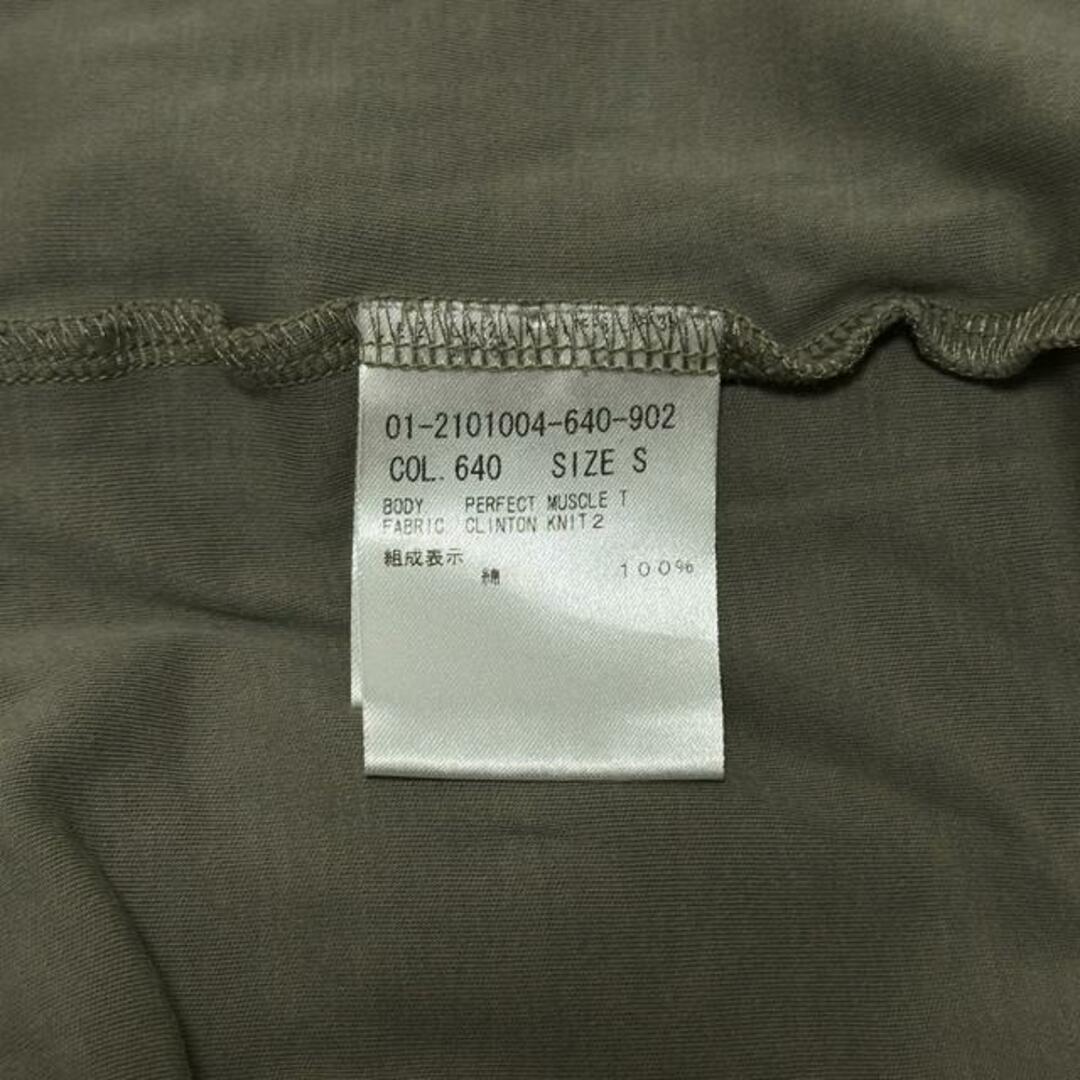 01-2101004-640-902
COL. 640 SIZE S
BODY PERFECT MUSCLE T
FABRIC CLINTON KNIT2
組成表示
綿 100%